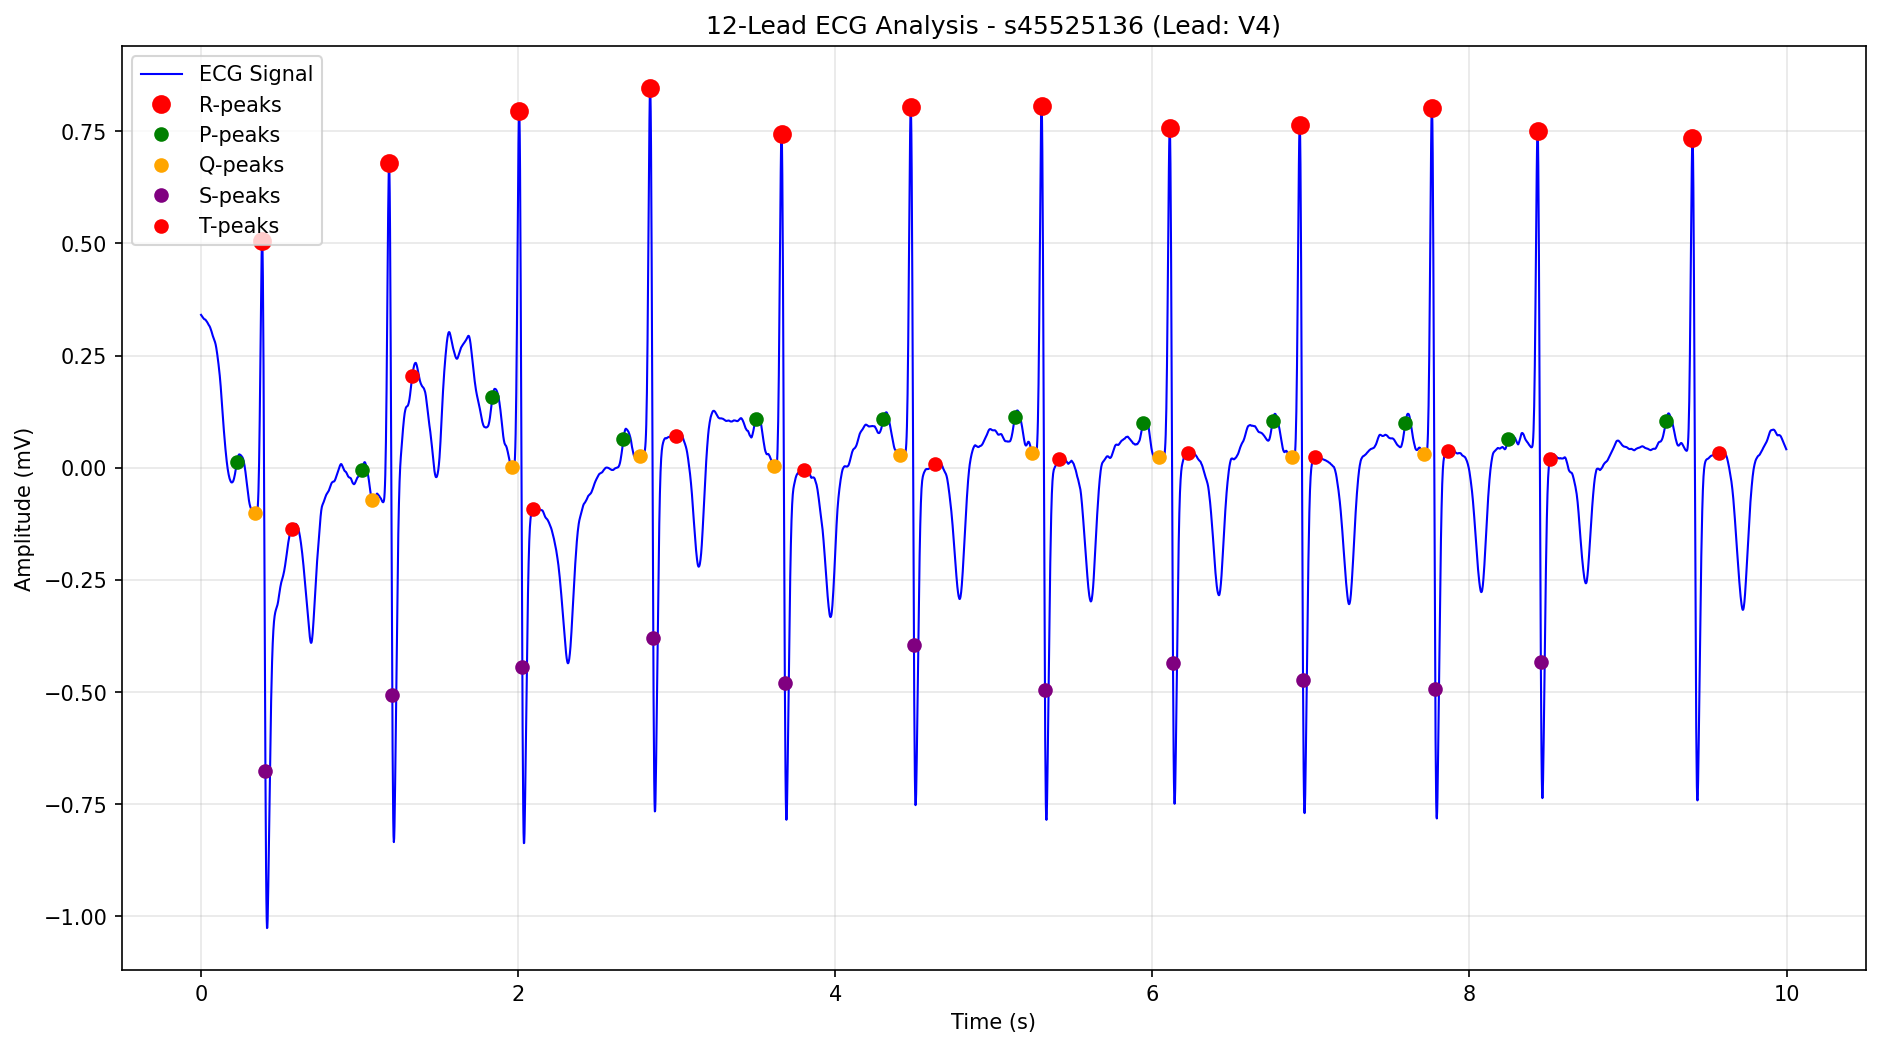 12-Lead ECG Analysis - s45525136 (Lead: V4)
ECG Signal
R-peaks
P-peaks
Q-peaks
S-peaks
T-peaks
Amplitude (mV)
0.75
0.50
0.25
0.00
−0.25
−0.50
−0.75
−1.00
0 2 4 6 8 10
Time (s)